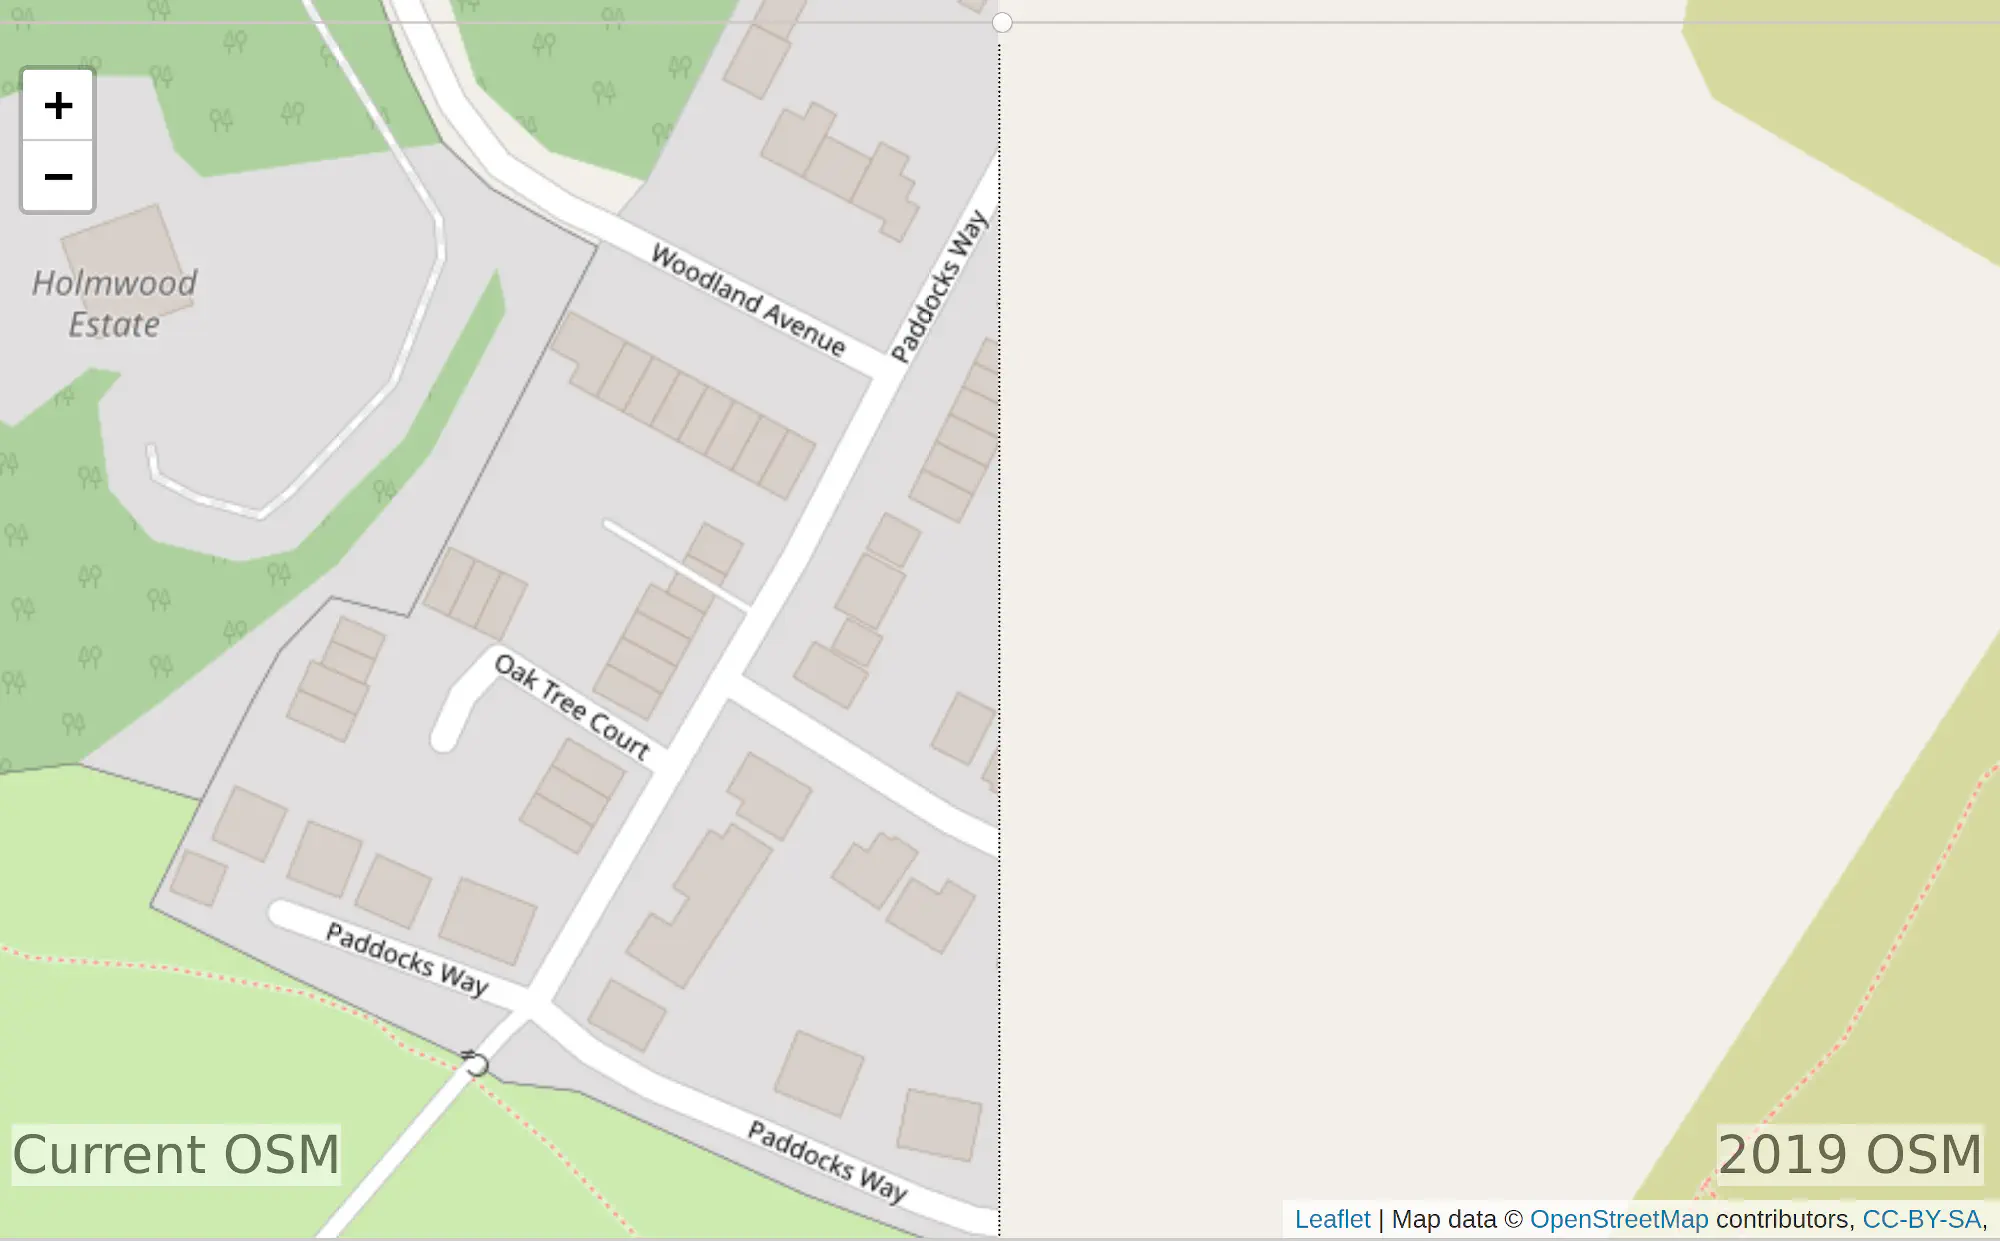 +
−
Holmwood
Estate
Woodland Avenue
Paddocks Way
Oak Tree Court
Paddocks Way
Paddocks Way
Current OSM
2019 OSM
Leaflet | Map data © OpenStreetMap contributors, CC-BY-SA,